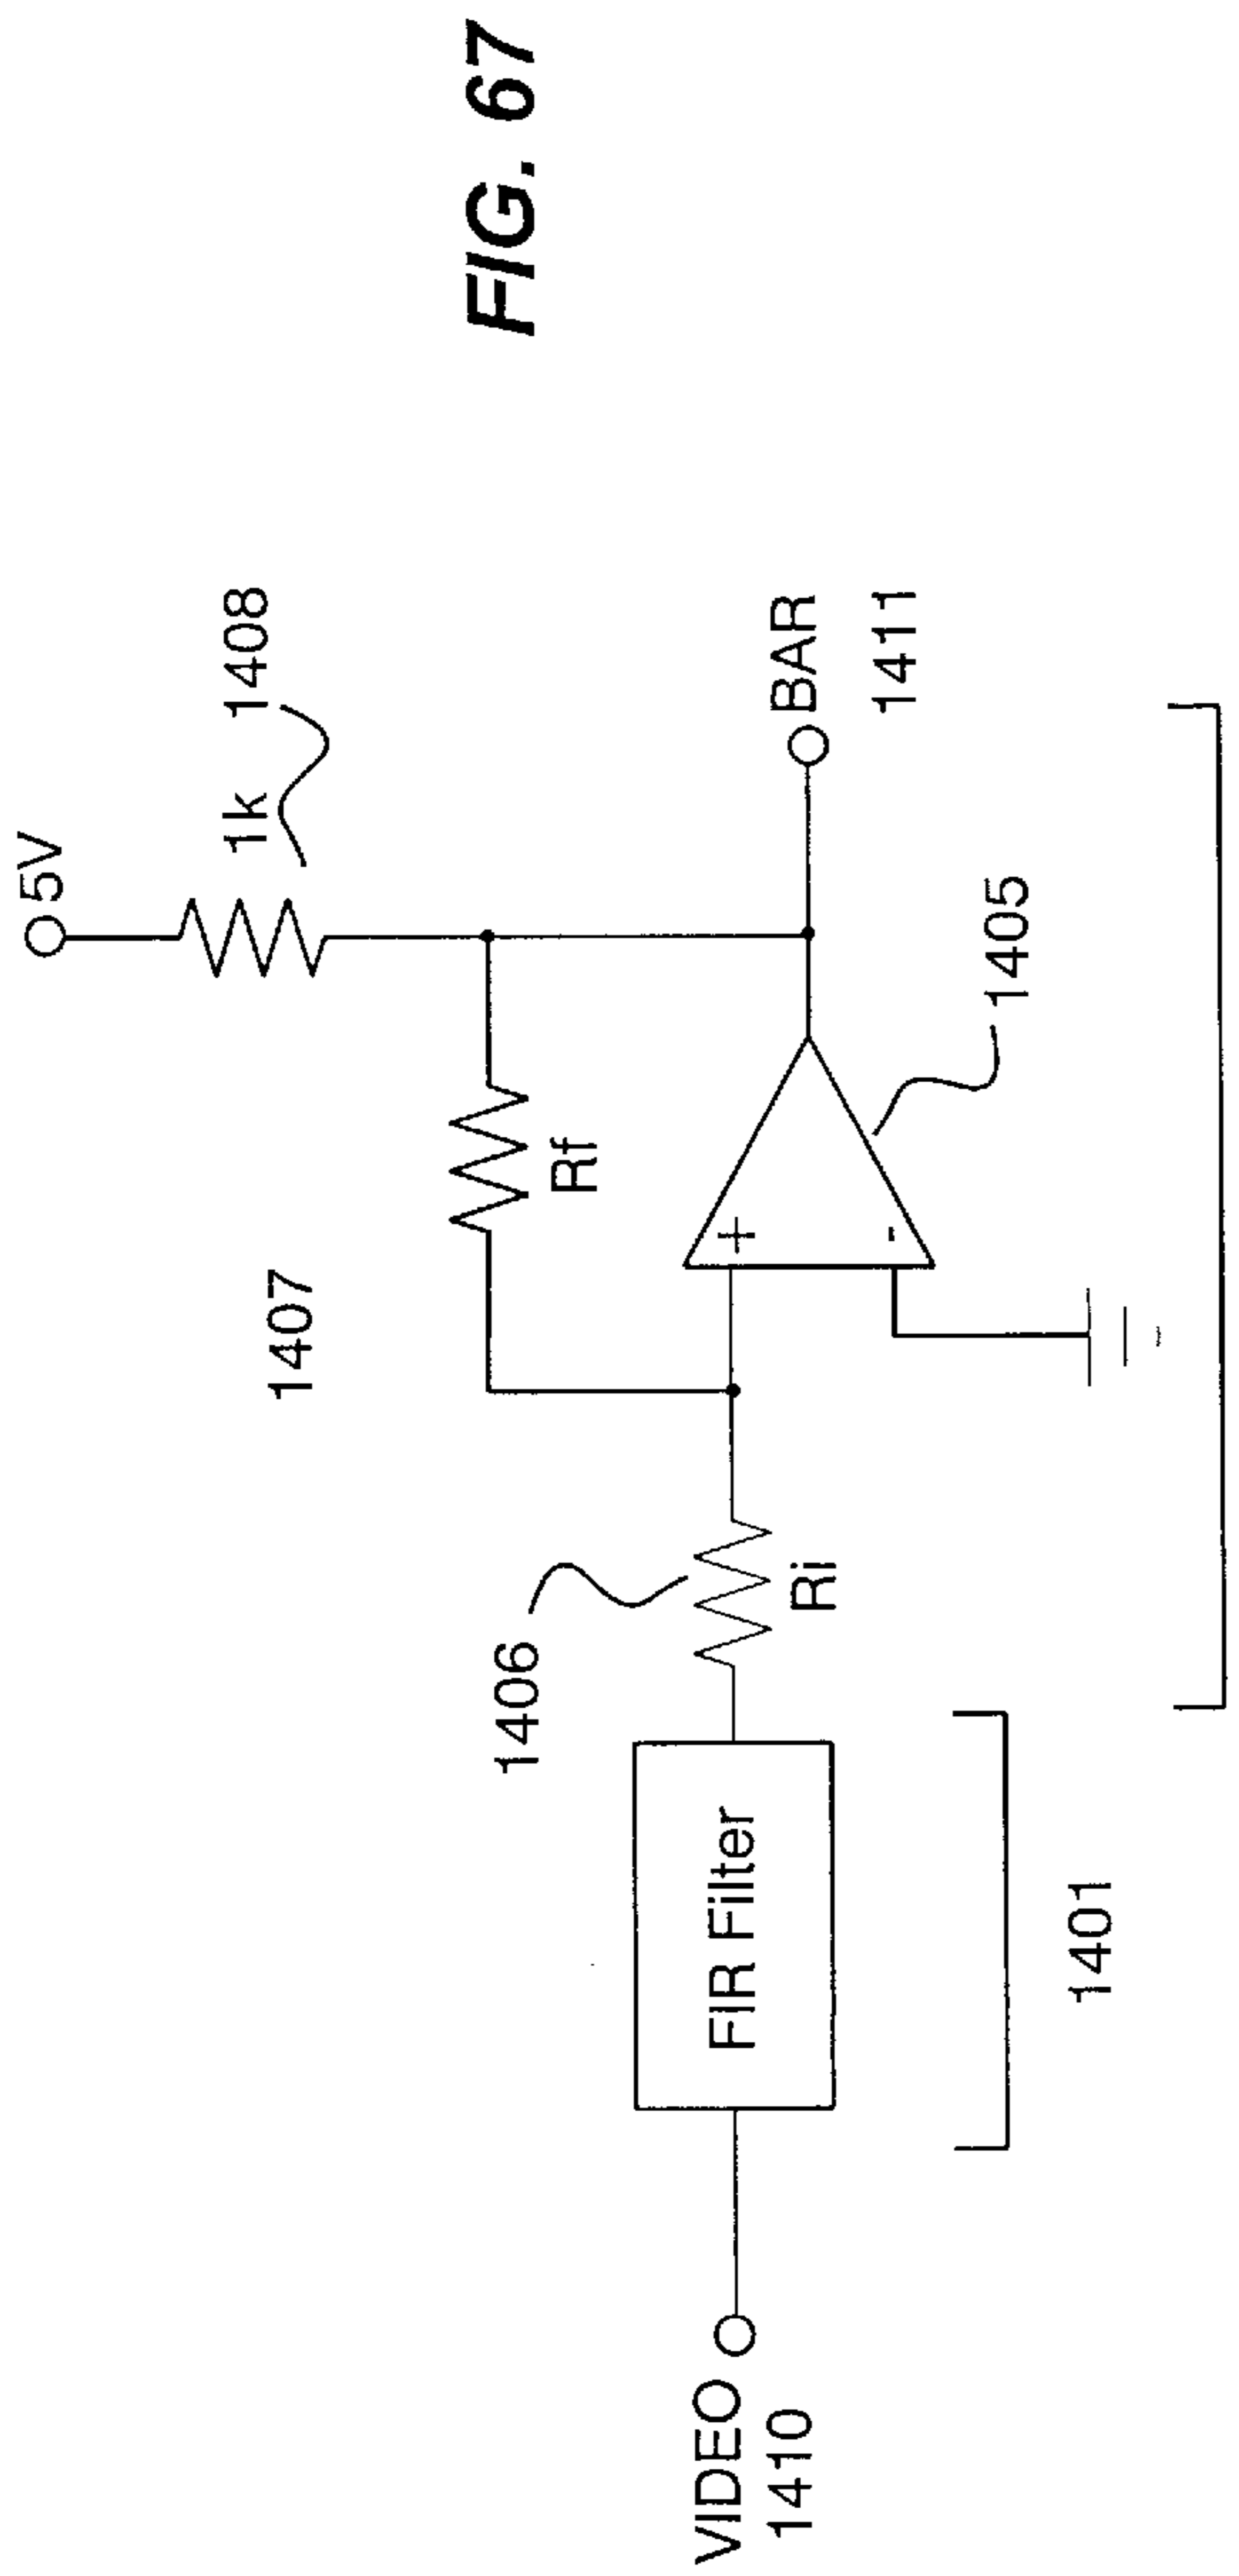 FIG. 67
5V
1k
1408
1407
Rf
1406
Ri
VIDEO
1410
FIR Filter
+
-
BAR
1411
1405
1401